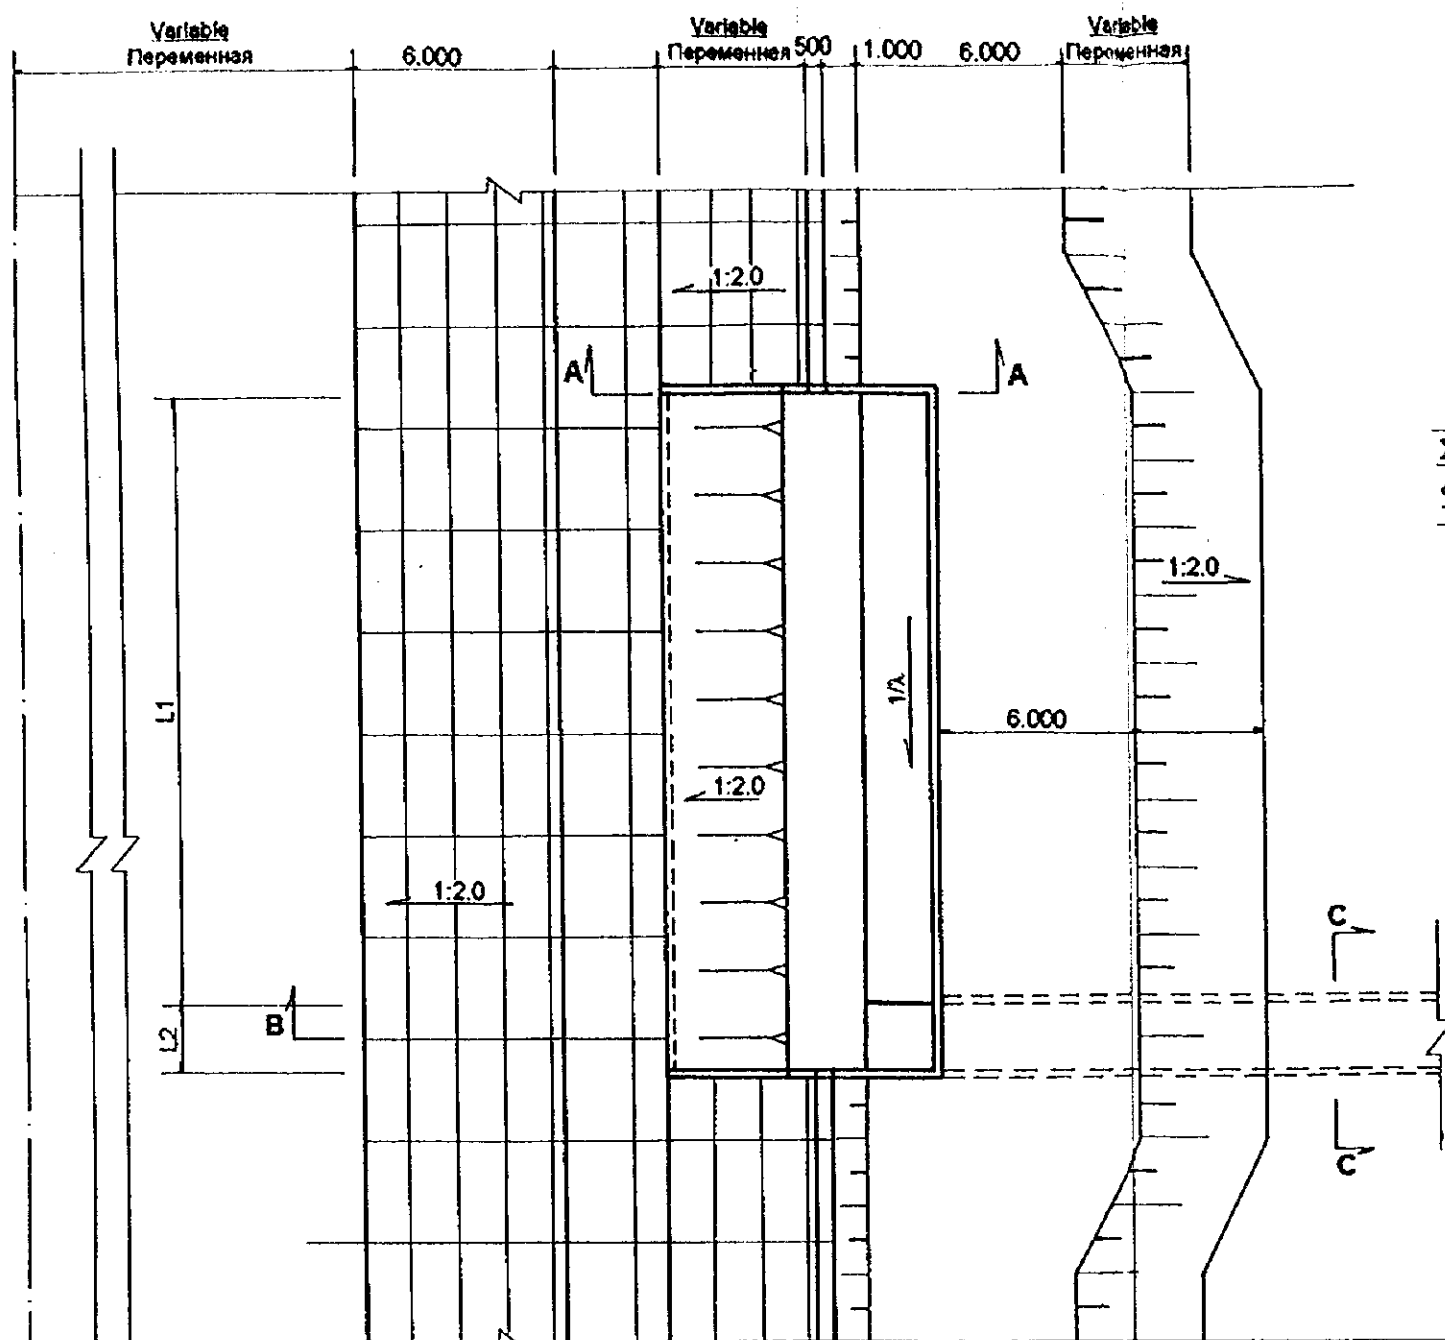 Variable
Переменная
6.000
Variable
Переменная
500
1.000
6.000
Variable
Переменная
1:2.0
A
A
1:2.0
L1
1/λ
6.000
1:2.0
1:2.0
C
B
L2
C